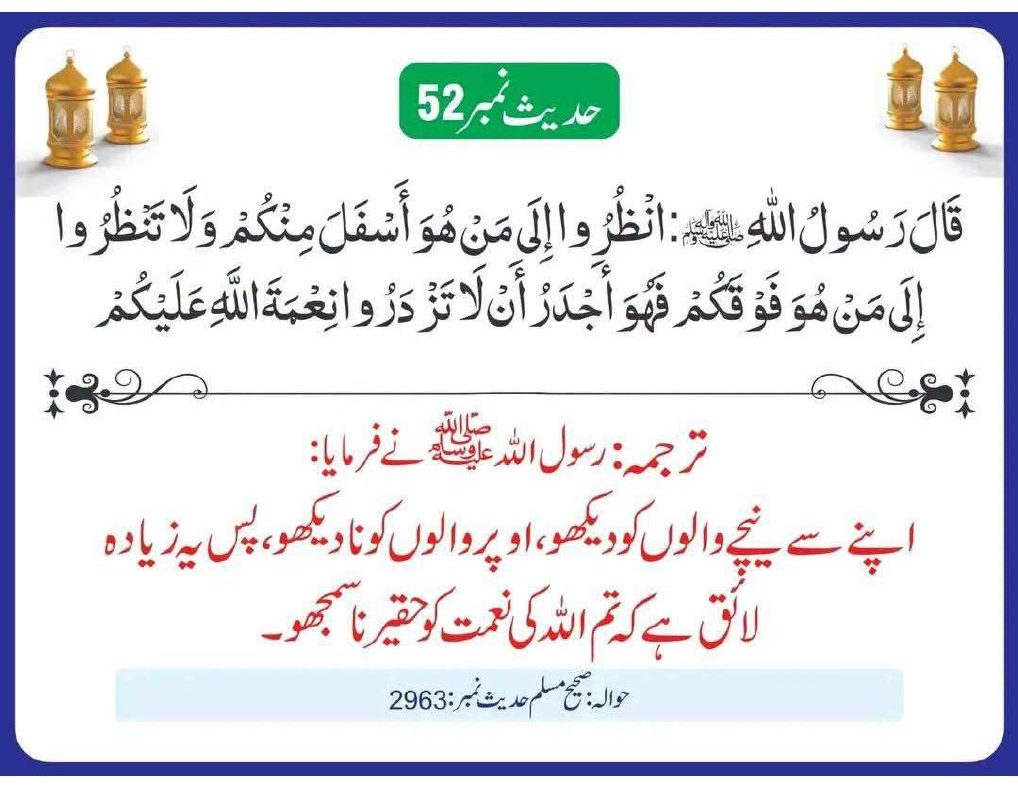 حدیث نمبر 52
قَالَ رَسُولُ اللهِ ﷺ: انْظُرُوا إِلَى مَنْ هُوَ أَسْفَلَ مِنْكُمْ وَلَا تَنْظُرُوا
إِلَى مَنْ هُوَ فَوْقَكُمْ فَهُوَ أَجْدَرُ أَنْ لَا تَزْدَرُوا نِعْمَةَ اللَّهِ عَلَيْكُمْ
ترجمہ: رسول اللہ ﷺ نے فرمایا:
اپنے سے نیچے والوں کو دیکھو، اوپر والوں کو نا دیکھو، پس یہ زیادہ
لائق ہے کہ تم اللہ کی نعمت کو حقیر نا سمجھو۔
حوالہ: صحیح مسلم حدیث نمبر: 2963